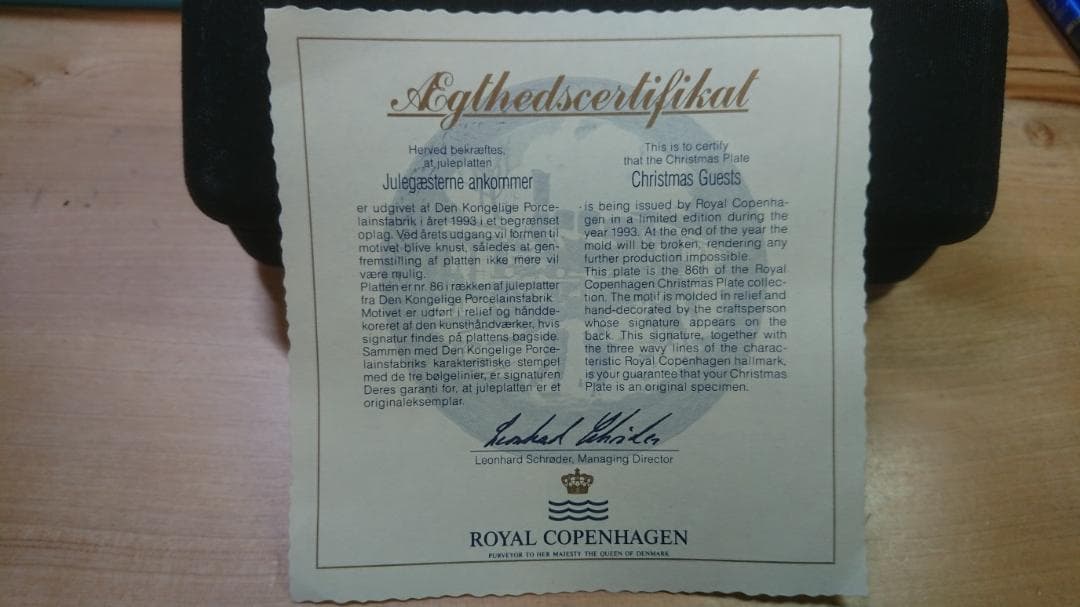 Ægthedscertifikat
Herved bekræftes,
at juleplatten
Julegæsterne ankommer
er udgivet af Den Kongelige Porce-
lainsfabrik i året 1993 i et begrænset
oplag. Ved årets udgang vil formen til
motivet blive knust, således at gen-
fremstilling af platten ikke mere vil
være mulig.
Platten er nr. 86 i rækken af juleplatter
fra Den Kongelige Porcelainsfabrik.
Motivet er udført i relief og hånddе-
koreret af den kunsthåndværker, hvis
signatur findes på plattens bagside.
Sammen med Den Kongelige Porce-
lainsfabriks karakteristiske stempel
med de tre bølgelinier, er signaturen
Deres garanti for, at juleplatten er et
originaleksemplar.
This is to certify
that the Christmas Plate
Christmas Guests
is being issued by Royal Copenha-
gen in a limited edition during the
year 1993. At the end of the year the
mold will be broken, rendering any
further production impossible.
This plate is the 86th of the Royal
Copenhagen Christmas Plate collec-
tion. The motif is molded in relief and
hand-decorated by the craftsperson
whose signature appears on the
back. This signature, together with
the three wavy lines of the charac-
teristic Royal Copenhagen hallmark,
is your guarantee that your Christmas
Plate is an original specimen.
Leonhard Schrøder
Leonhard Schrøder, Managing Director
ROYAL COPENHAGEN
PURVEYOR TO HER MAJESTY THE QUEEN OF DENMARK